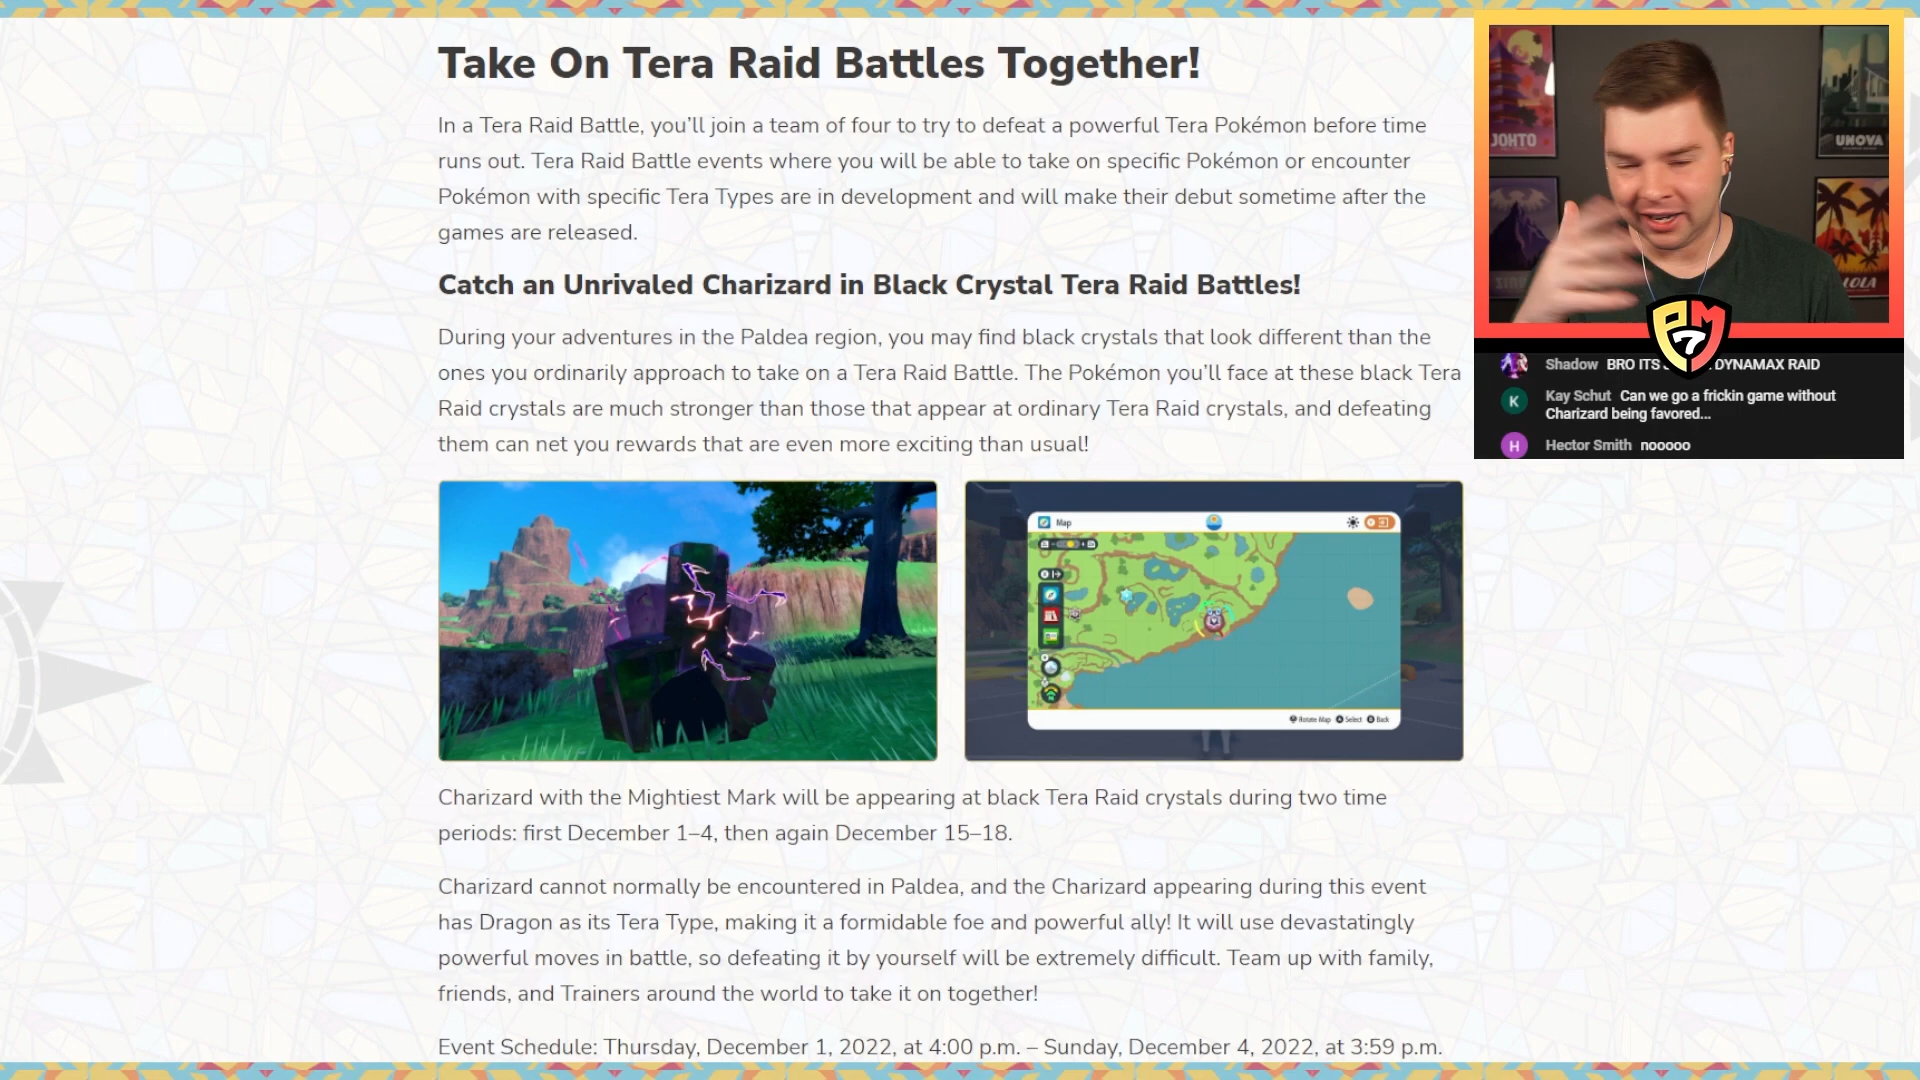 Take On Tera Raid Battles Together!
In a Tera Raid Battle, you’ll join a team of four to try to defeat a powerful Tera Pokémon before time
runs out. Tera Raid Battle events where you will be able to take on specific Pokémon or encounter
Pokémon with specific Tera Types are in development and will make their debut sometime after the
games are released.
Catch an Unrivaled Charizard in Black Crystal Tera Raid Battles!
During your adventures in the Paldea region, you may find black crystals that look different than the
ones you ordinarily approach to take on a Tera Raid Battle. The Pokémon you’ll face at these black Tera
Raid crystals are much stronger than those that appear at ordinary Tera Raid crystals, and defeating
them can net you rewards that are even more exciting than usual!
Map
Rotate Map Select Back
Charizard with the Mightiest Mark will be appearing at black Tera Raid crystals during two time
periods: first December 1–4, then again December 15–18.
Charizard cannot normally be encountered in Paldea, and the Charizard appearing during this event
has Dragon as its Tera Type, making it a formidable foe and powerful ally! It will use devastatingly
powerful moves in battle, so defeating it by yourself will be extremely difficult. Team up with family,
friends, and Trainers around the world to take it on together!
Event Schedule: Thursday, December 1, 2022, at 4:00 p.m. – Sunday, December 4, 2022, at 3:59 p.m.
JOHTO
UNOVA
PM
7
Shadow BRO ITS DYNAMAX RAID
K
Kay Schut Can we go a frickin game without
Charizard being favored...
H
Hector Smith nooooo